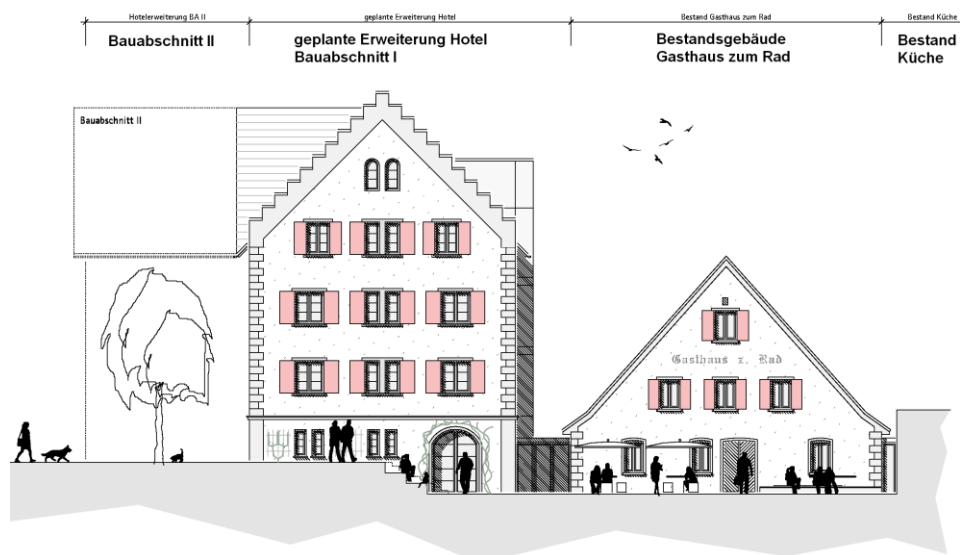 Hotelerweiterung BA II
geplante Erweiterung Hotel
Bestand Gasthaus zum Rad
Bestand Küche
Bauabschnitt II
geplante Erweiterung Hotel
Bauabschnitt I
Bestandsgebäude
Gasthaus zum Rad
Bestand
Küche
Bauabschnitt II
Gasthaus z. Rad